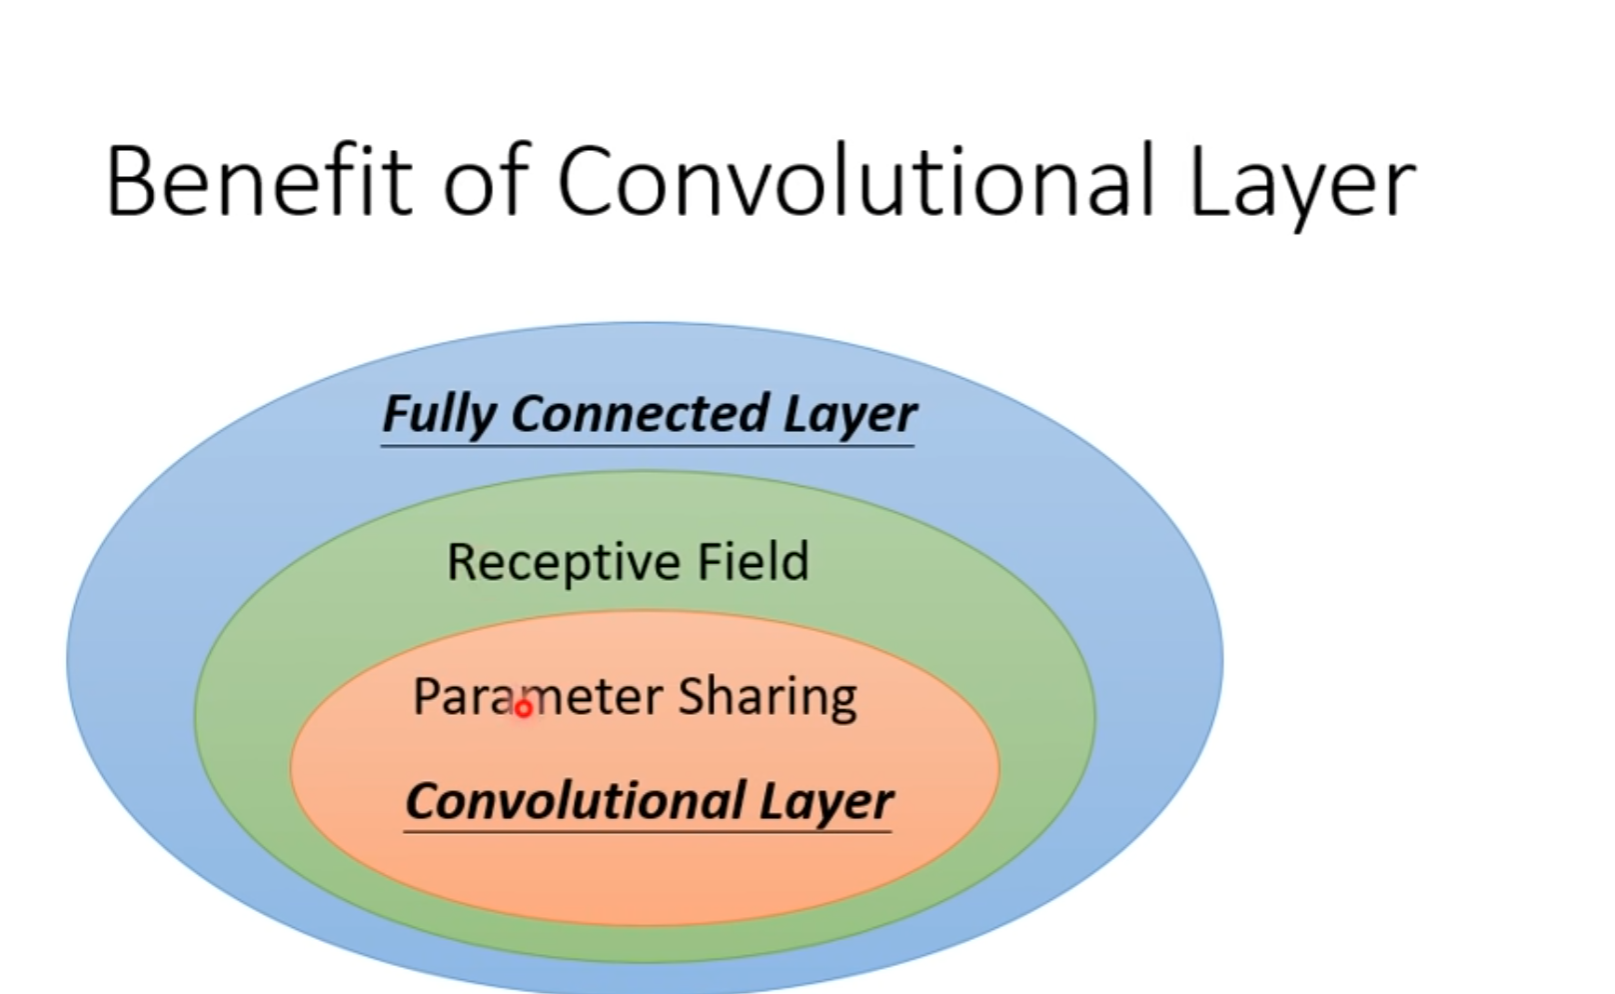 Benefit of Convolutional Layer
Fully Connected Layer
Receptive Field
Parameter Sharing
Convolutional Layer